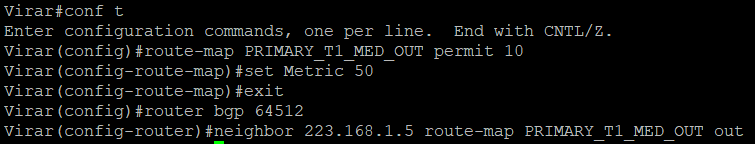 Virar#conf t
Enter configuration commands, one per line.  End with CNTL/Z.
Virar(config)#route-map PRIMARY_T1_MED_OUT permit 10
Virar(config-route-map)#set Metric 50
Virar(config-route-map)#exit
Virar(config)#router bgp 64512
Virar(config-router)#neighbor 223.168.1.5 route-map PRIMARY_T1_MED_OUT out